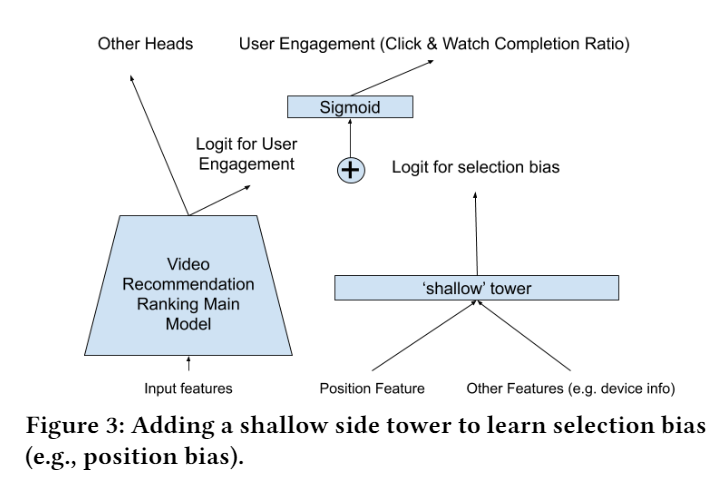 Other Heads
User Engagement (Click & Watch Completion Ratio)
Sigmoid
Logit for User
Engagement
+
Logit for selection bias
Video
Recommendation
Ranking Main
Model
‘shallow’ tower
Input features
Position Feature
Other Features (e.g. device info)
Figure 3: Adding a shallow side tower to learn selection bias
(e.g., position bias).